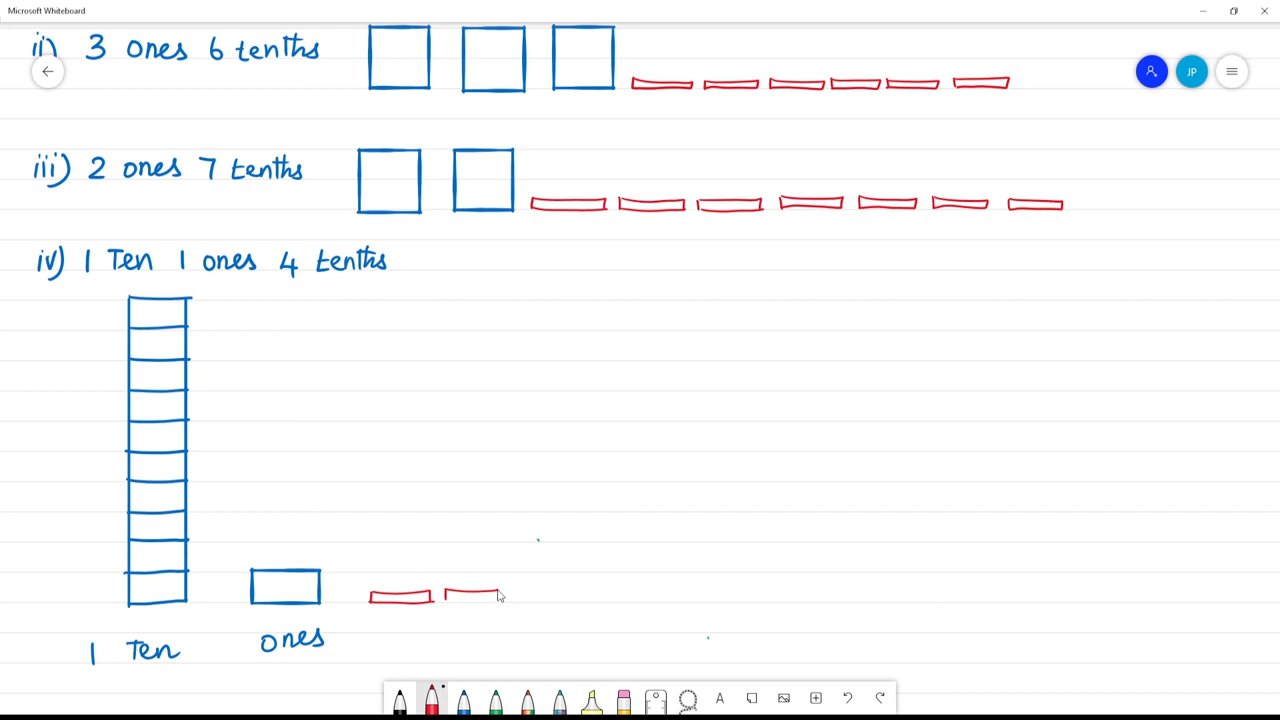 Microsoft Whiteboard
ii) 3 ones 6 tenths
JP
iii) 2 ones 7 tenths
iv) 1 Ten 1 ones 4 tenths
1 Ten ones
A